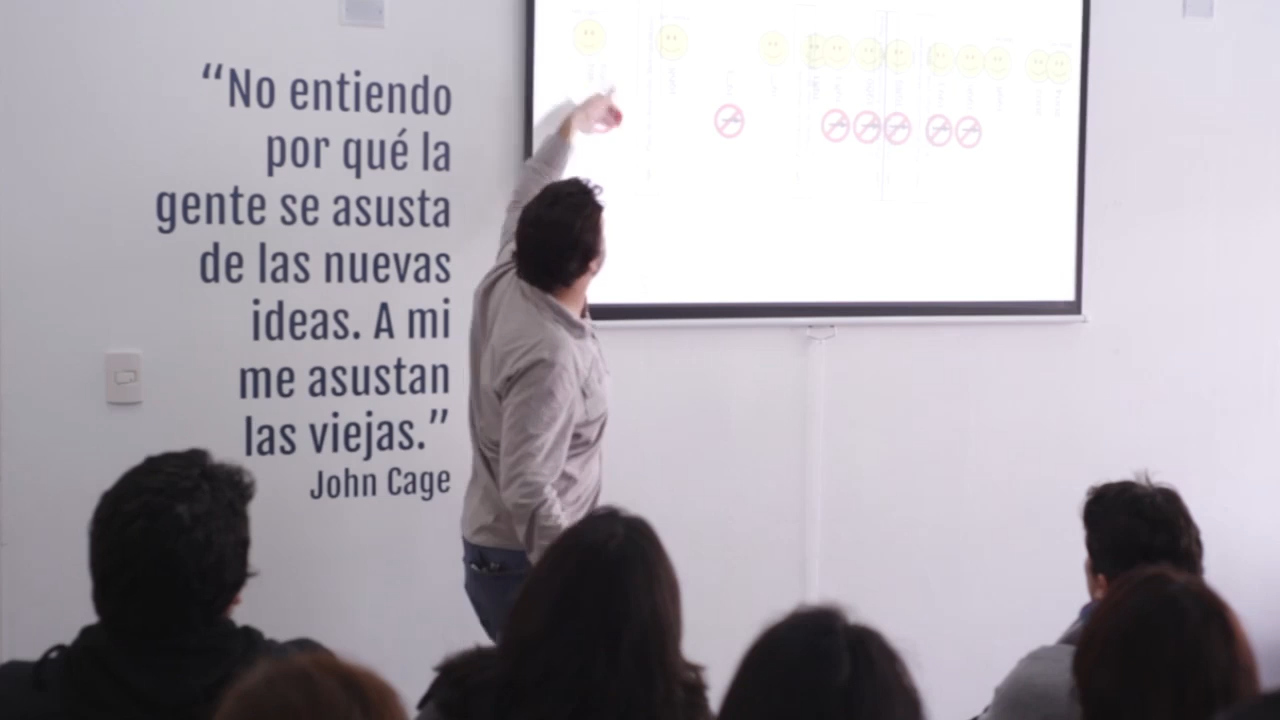 “No entiendo
por qué la
gente se asusta
de las nuevas
ideas. A mi
me asustan
las viejas.”
John Cage